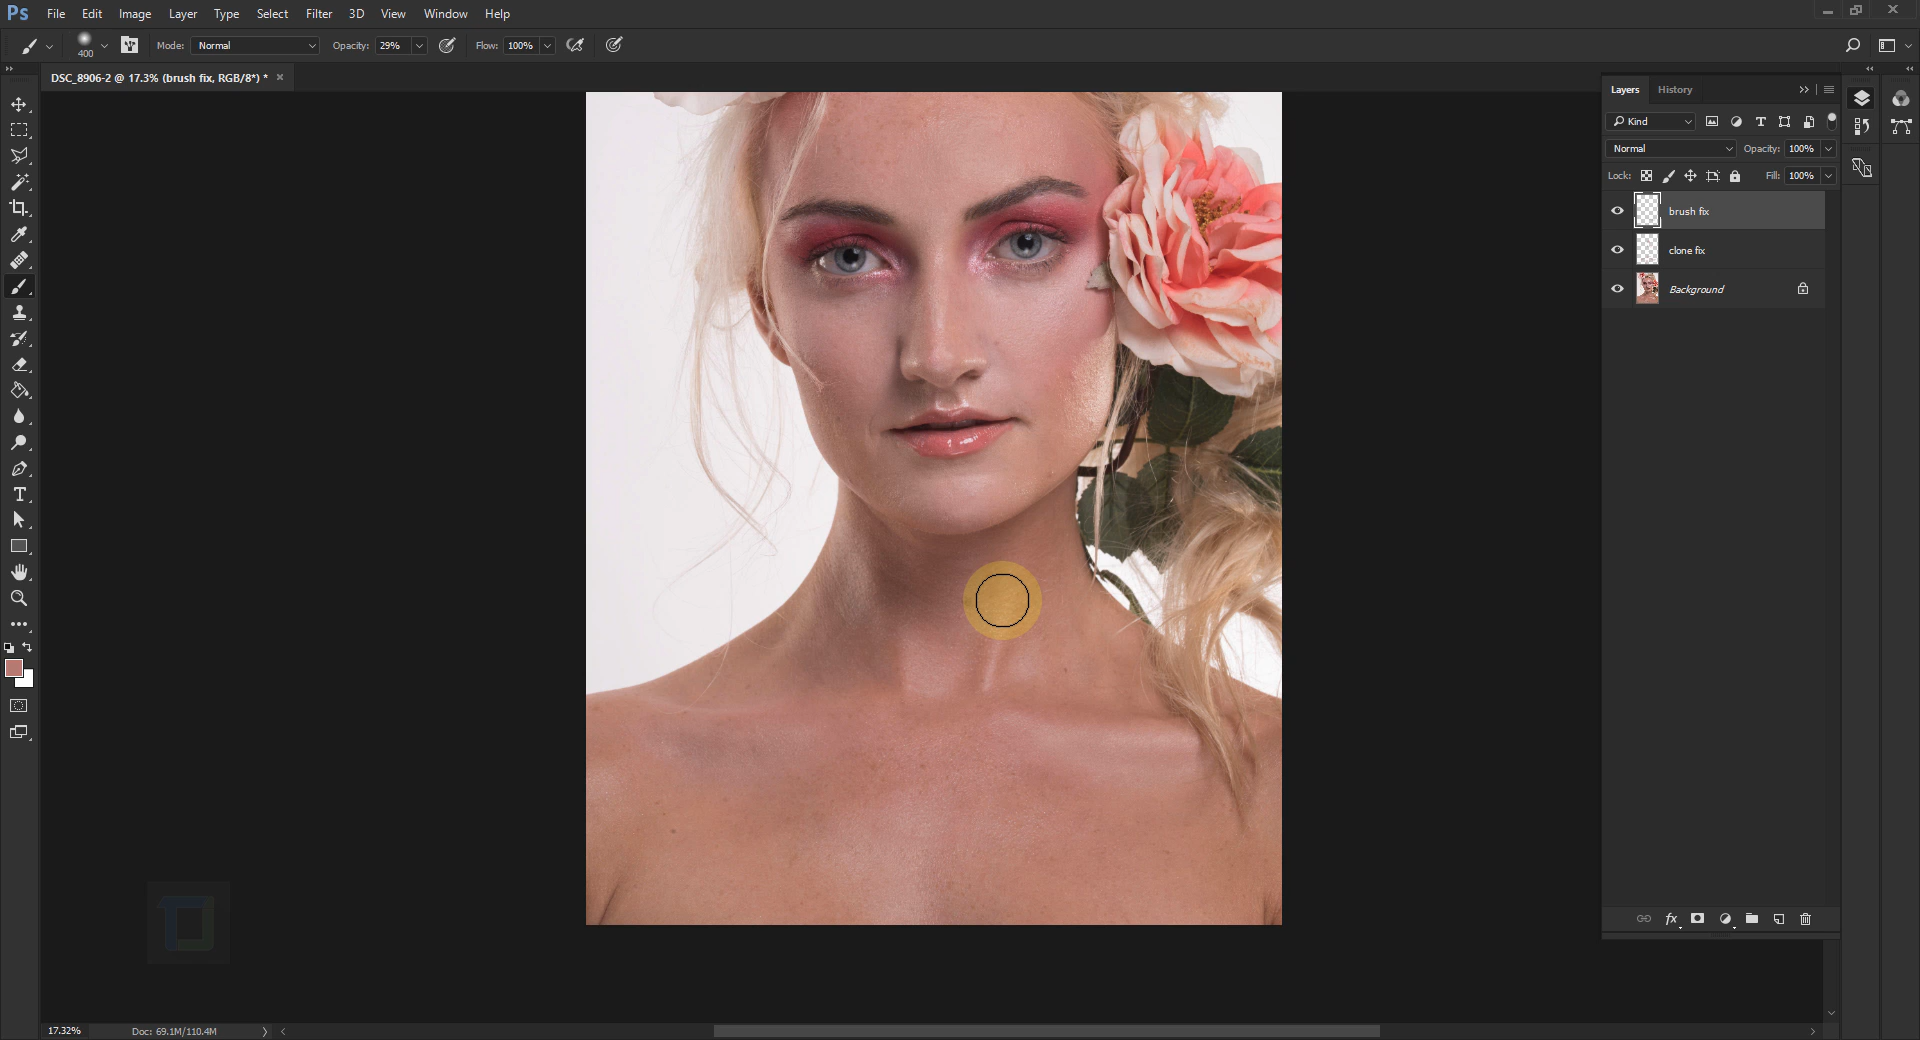 Ps File Edit Image Layer Type Select Filter 3D View Window Help
400 Mode: Normal Opacity: 29% Flow: 100%
DSC_8906-2 @ 17.3% (brush fix, RGB/8*) * ×
Layers History
Kind
Normal Opacity: 100%
Lock: Fill: 100%
brush fix
clone fix
Background
fx
17.32% Doc: 69.1M/110.4M